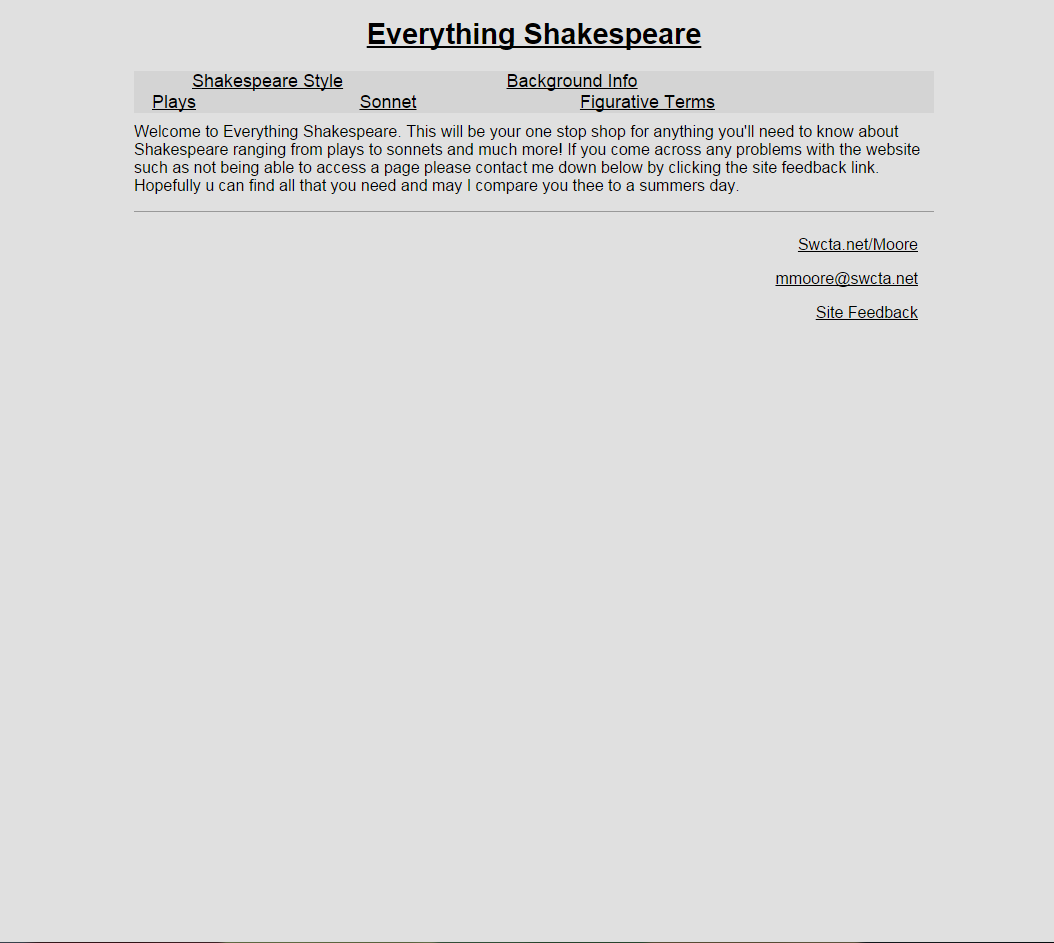 Everything Shakespeare
Shakespeare Style Background Info
Plays Sonnet Figurative Terms
Welcome to Everything Shakespeare. This will be your one stop shop for anything you'll need to know about
Shakespeare ranging from plays to sonnets and much more! If you come across any problems with the website
such as not being able to access a page please contact me down below by clicking the site feedback link.
Hopefully u can find all that you need and may I compare you thee to a summers day.
Swcta.net/Moore
mmoore@swcta.net
Site Feedback